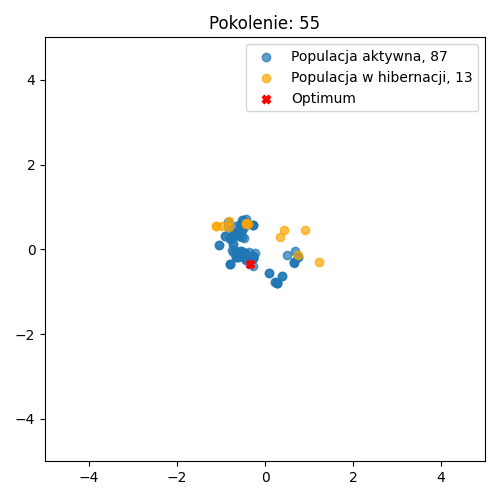 Pokolenie: 55
Populacja aktywna, 87
Populacja w hibernacji, 13
Optimum
4
2
0
−2
−4
−4
−2
0
2
4